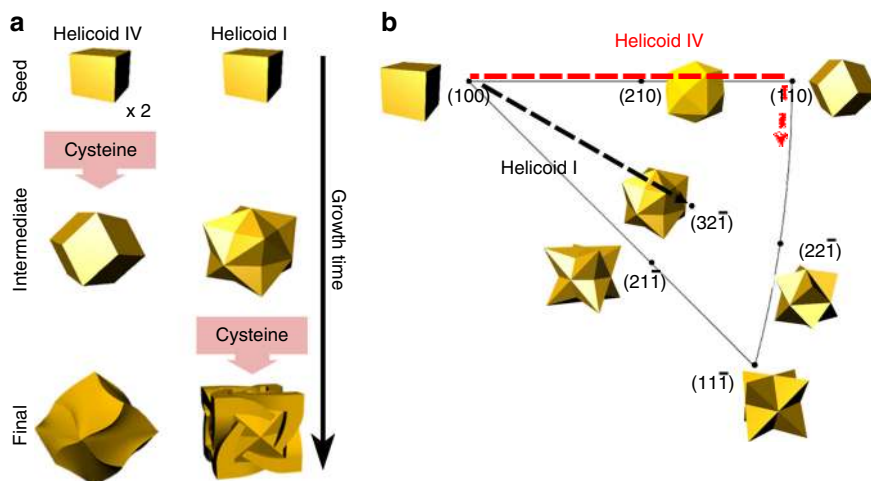 a
Helicoid IV
Helicoid I
Seed
x 2
Cysteine
Intermediate
Cysteine
Final
Growth time
b
Helicoid IV
(100)
(210)
(110)
Helicoid I
(321̄)
(211̄)
(221̄)
(111̄)